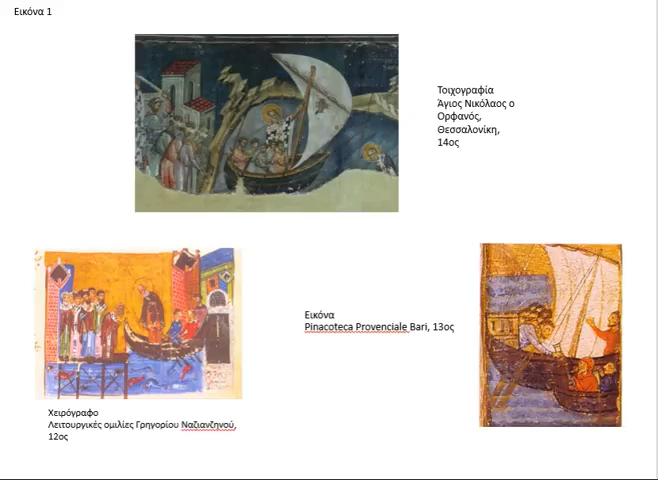 Εικόνα 1
Τοιχογραφία
Άγιος Νικόλαος ο
Ορφανός,
Θεσσαλονίκη,
14ος
Εικόνα
Pinacoteca Provenciale Bari, 13ος
Χειρόγραφο
Λειτουργικές ομιλίες Γρηγορίου Ναζιανζηνού,
12ος